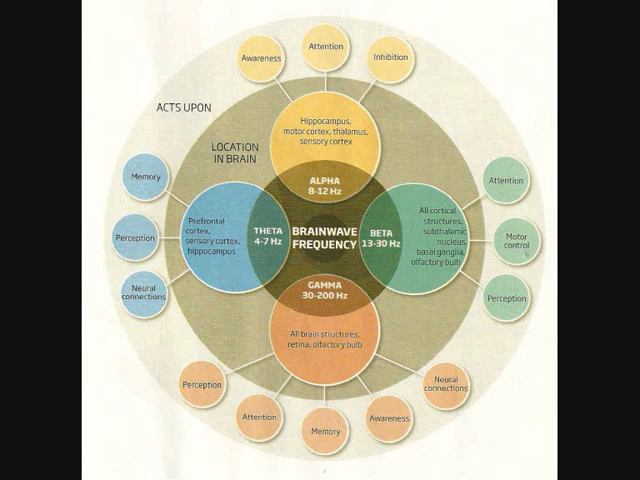 Awareness
Attention
Inhibition
ACTS UPON
LOCATION
IN BRAIN
Hippocampus,
motor cortex, thalamus,
sensory cortex
ALPHA
8-12 Hz
Memory
Perception
Neural
connections
Prefrontal
cortex,
sensory cortex,
hippocampus
THETA
4-7 Hz
BRAINWAVE
FREQUENCY
BETA
13-30 Hz
All cortical
structures,
subthalamic
nucleus,
basal ganglia,
olfactory bulb
Attention
Motor
control
Perception
GAMMA
30-200 Hz
All brain structures,
retina, olfactory bulb
Perception
Attention
Memory
Awareness
Neural
connections